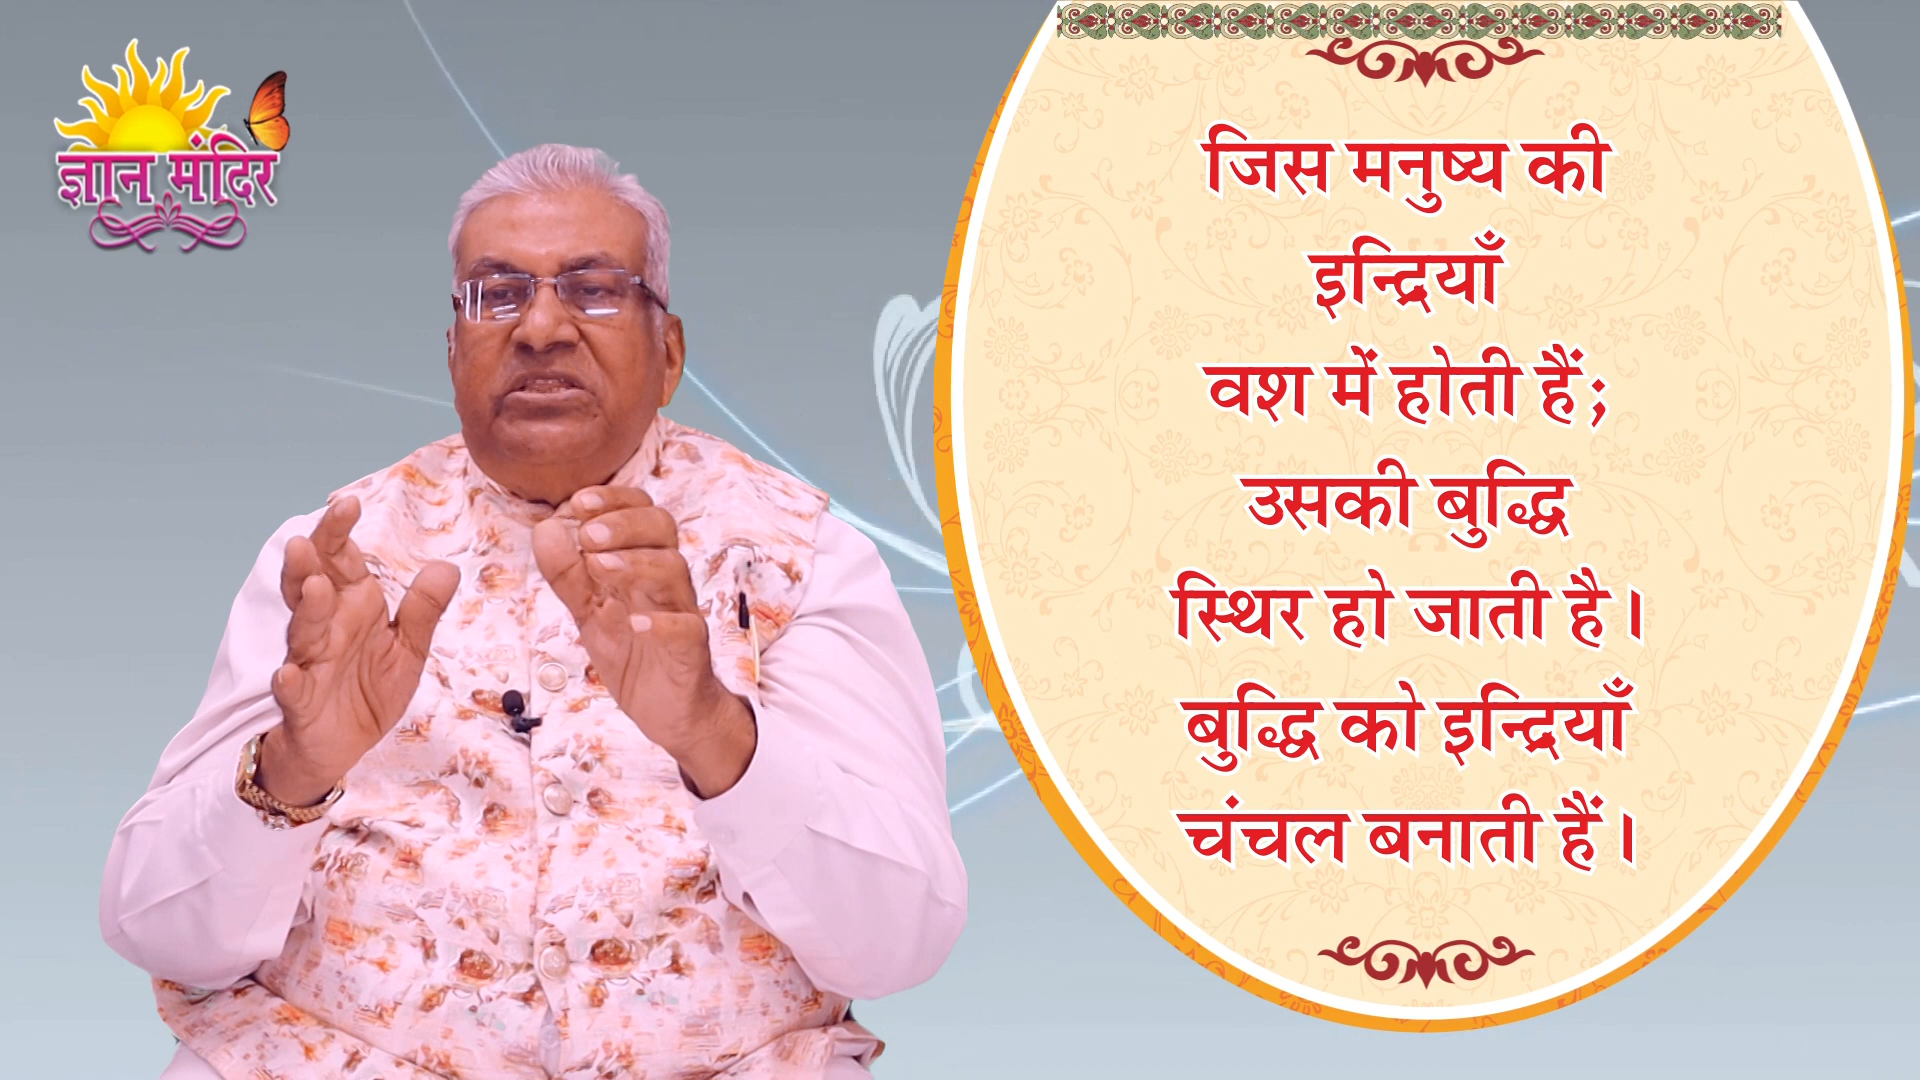 ज्ञान मंदिर
जिस मनुष्य की
इन्द्रियाँ
वश में होती हैं;
उसकी बुद्धि
स्थिर हो जाती है।
बुद्धि को इन्द्रियाँ
चंचल बनाती हैं।